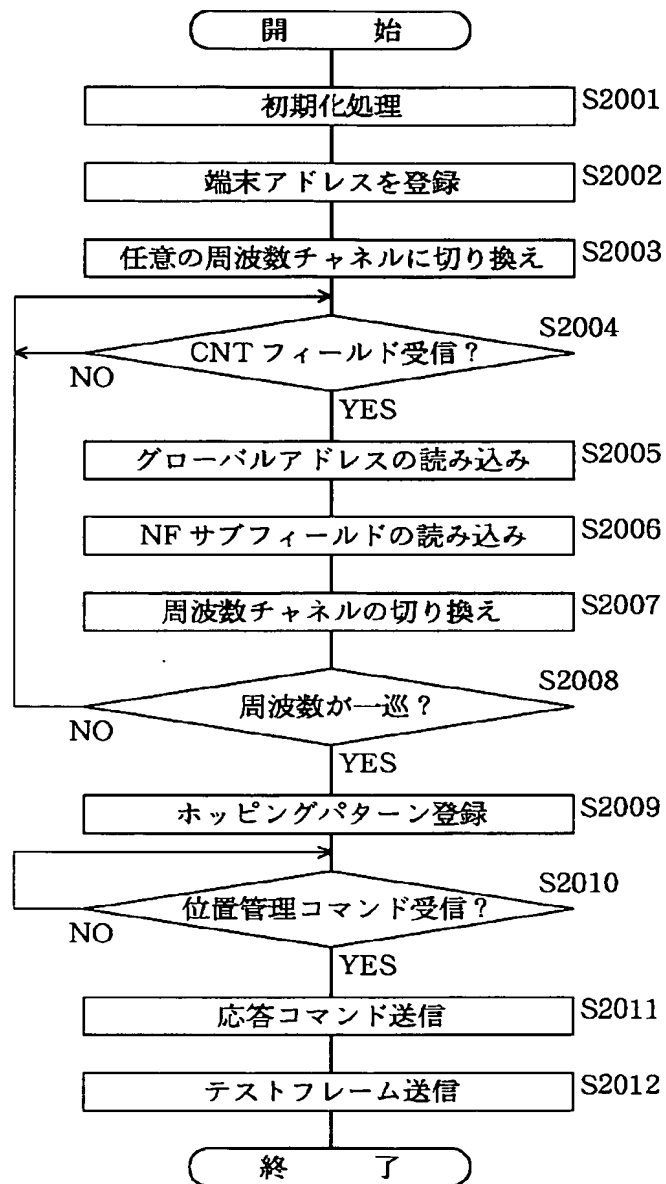 開 始
初期化処理 S2001
端末アドレスを登録 S2002
任意の周波数チャネルに切り換え S2003
CNT フィールド受信? S2004
NO
YES
グローバルアドレスの読み込み S2005
NF サブフィールドの読み込み S2006
周波数チャネルの切り換え S2007
周波数が一巡? S2008
NO
YES
ホッピングパターン登録 S2009
位置管理コマンド受信? S2010
NO
YES
応答コマンド送信 S2011
テストフレーム送信 S2012
終 了